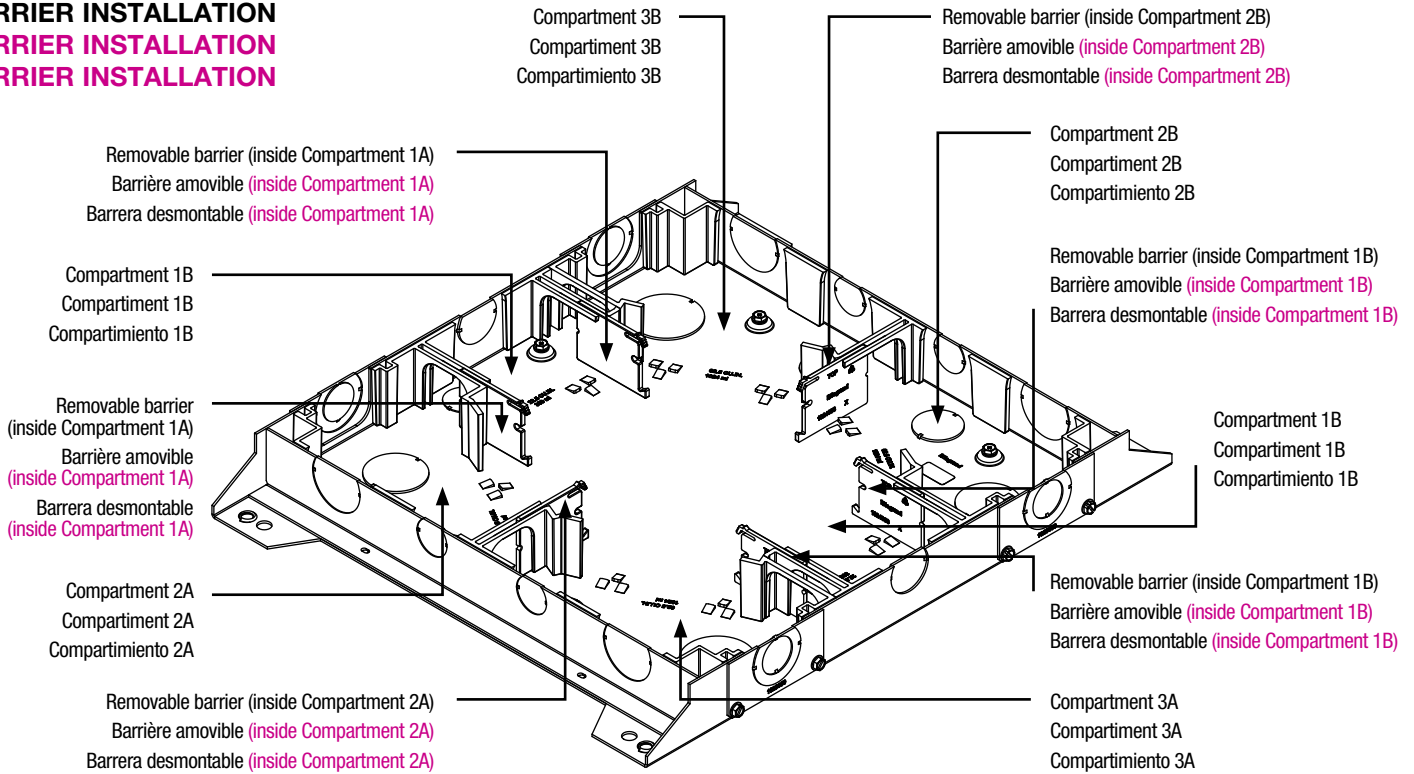 RRIER INSTALLATION
RRIER INSTALLATION
RRIER INSTALLATION
Compartment 3B
Compartiment 3B
Compartimiento 3B
Removable barrier (inside Compartment 2B)
Barrière amovible (inside Compartment 2B)
Barrera desmontable (inside Compartment 2B)
Removable barrier (inside Compartment 1A)
Barrière amovible (inside Compartment 1A)
Barrera desmontable (inside Compartment 1A)
Compartment 2B
Compartiment 2B
Compartimiento 2B
Compartment 1B
Compartiment 1B
Compartimiento 1B
Removable barrier (inside Compartment 1B)
Barrière amovible (inside Compartment 1B)
Barrera desmontable (inside Compartment 1B)
Removable barrier
(inside Compartment 1A)
Barrière amovible
(inside Compartment 1A)
Barrera desmontable
(inside Compartment 1A)
Compartment 1B
Compartiment 1B
Compartimiento 1B
Compartment 2A
Compartiment 2A
Compartimiento 2A
Removable barrier (inside Compartment 1B)
Barrière amovible (inside Compartment 1B)
Barrera desmontable (inside Compartment 1B)
Removable barrier (inside Compartment 2A)
Barrière amovible (inside Compartment 2A)
Barrera desmontable (inside Compartment 2A)
Compartment 3A
Compartiment 3A
Compartimiento 3A
TOP